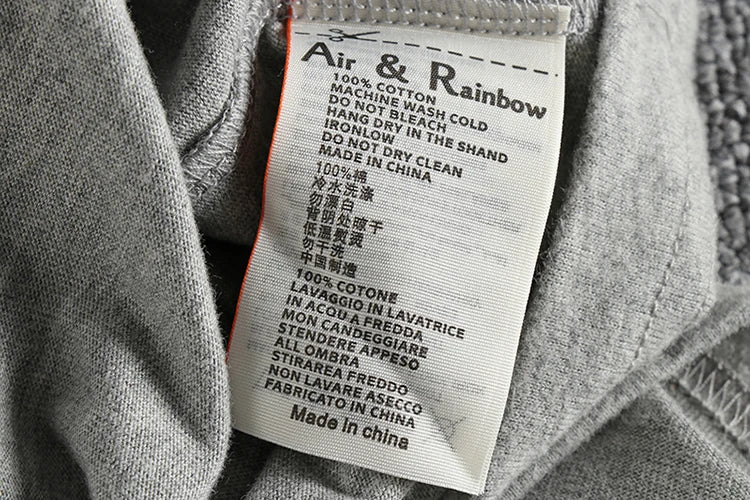 Air & Rainbow
100% COTTON
MACHINE WASH COLD
DO NOT BLEACH
HANG DRY IN THE SHAND
IRONLOW
DO NOT DRY CLEAN
MADE IN CHINA
100%棉
冷水洗涤
勿漂白
背阴处晾干
低温熨烫
勿干洗
中国制造
100% COTONE
LAVAGGIO IN LAVATRICE
IN ACQU A FREDDA
MON CANDEGGIARE
STENDERE APPESO
ALL OMBRA
STIRAREA FREDDO
NON LAVARE ASECCO
FABRICATO IN CHINA
Made in china